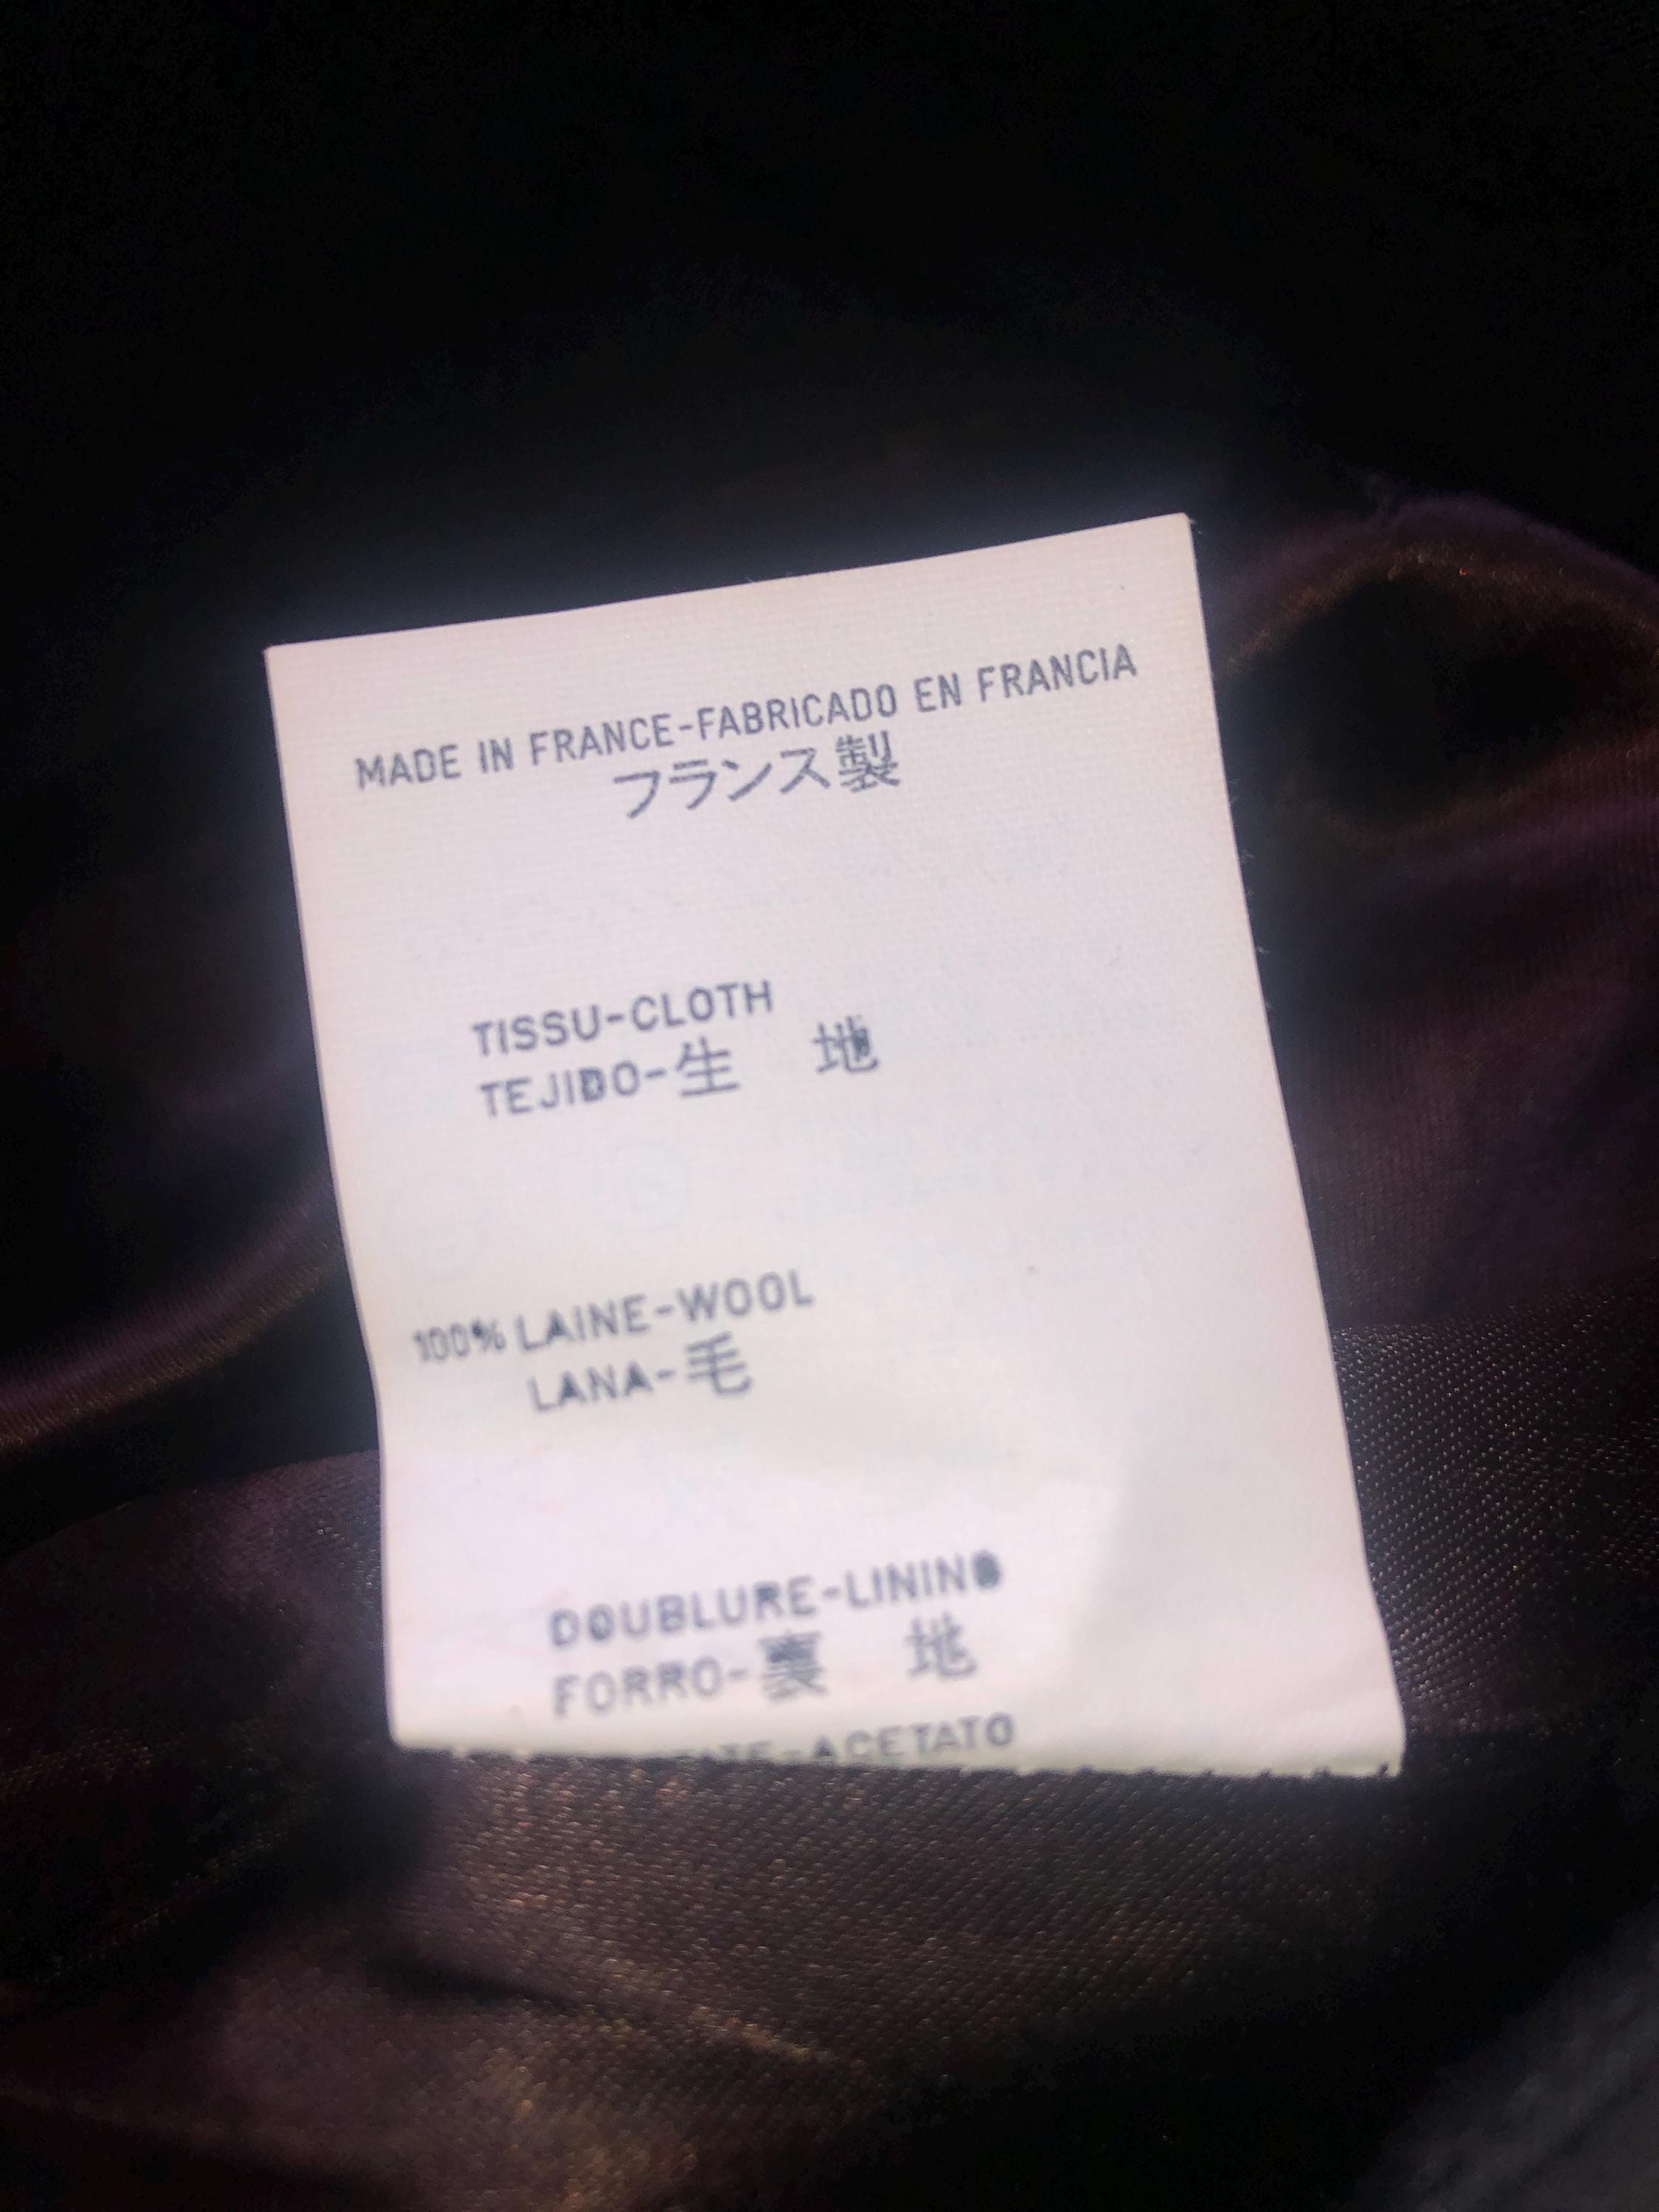 MADE IN FRANCE-FABRICADO EN FRANCIA
フランス製
TISSU-CLOTH
TEJIDO-生 地
100% LAINE-WOOL
LANA-毛
DOUBLURE-LINING
FORRO-裏 地
ACETATO